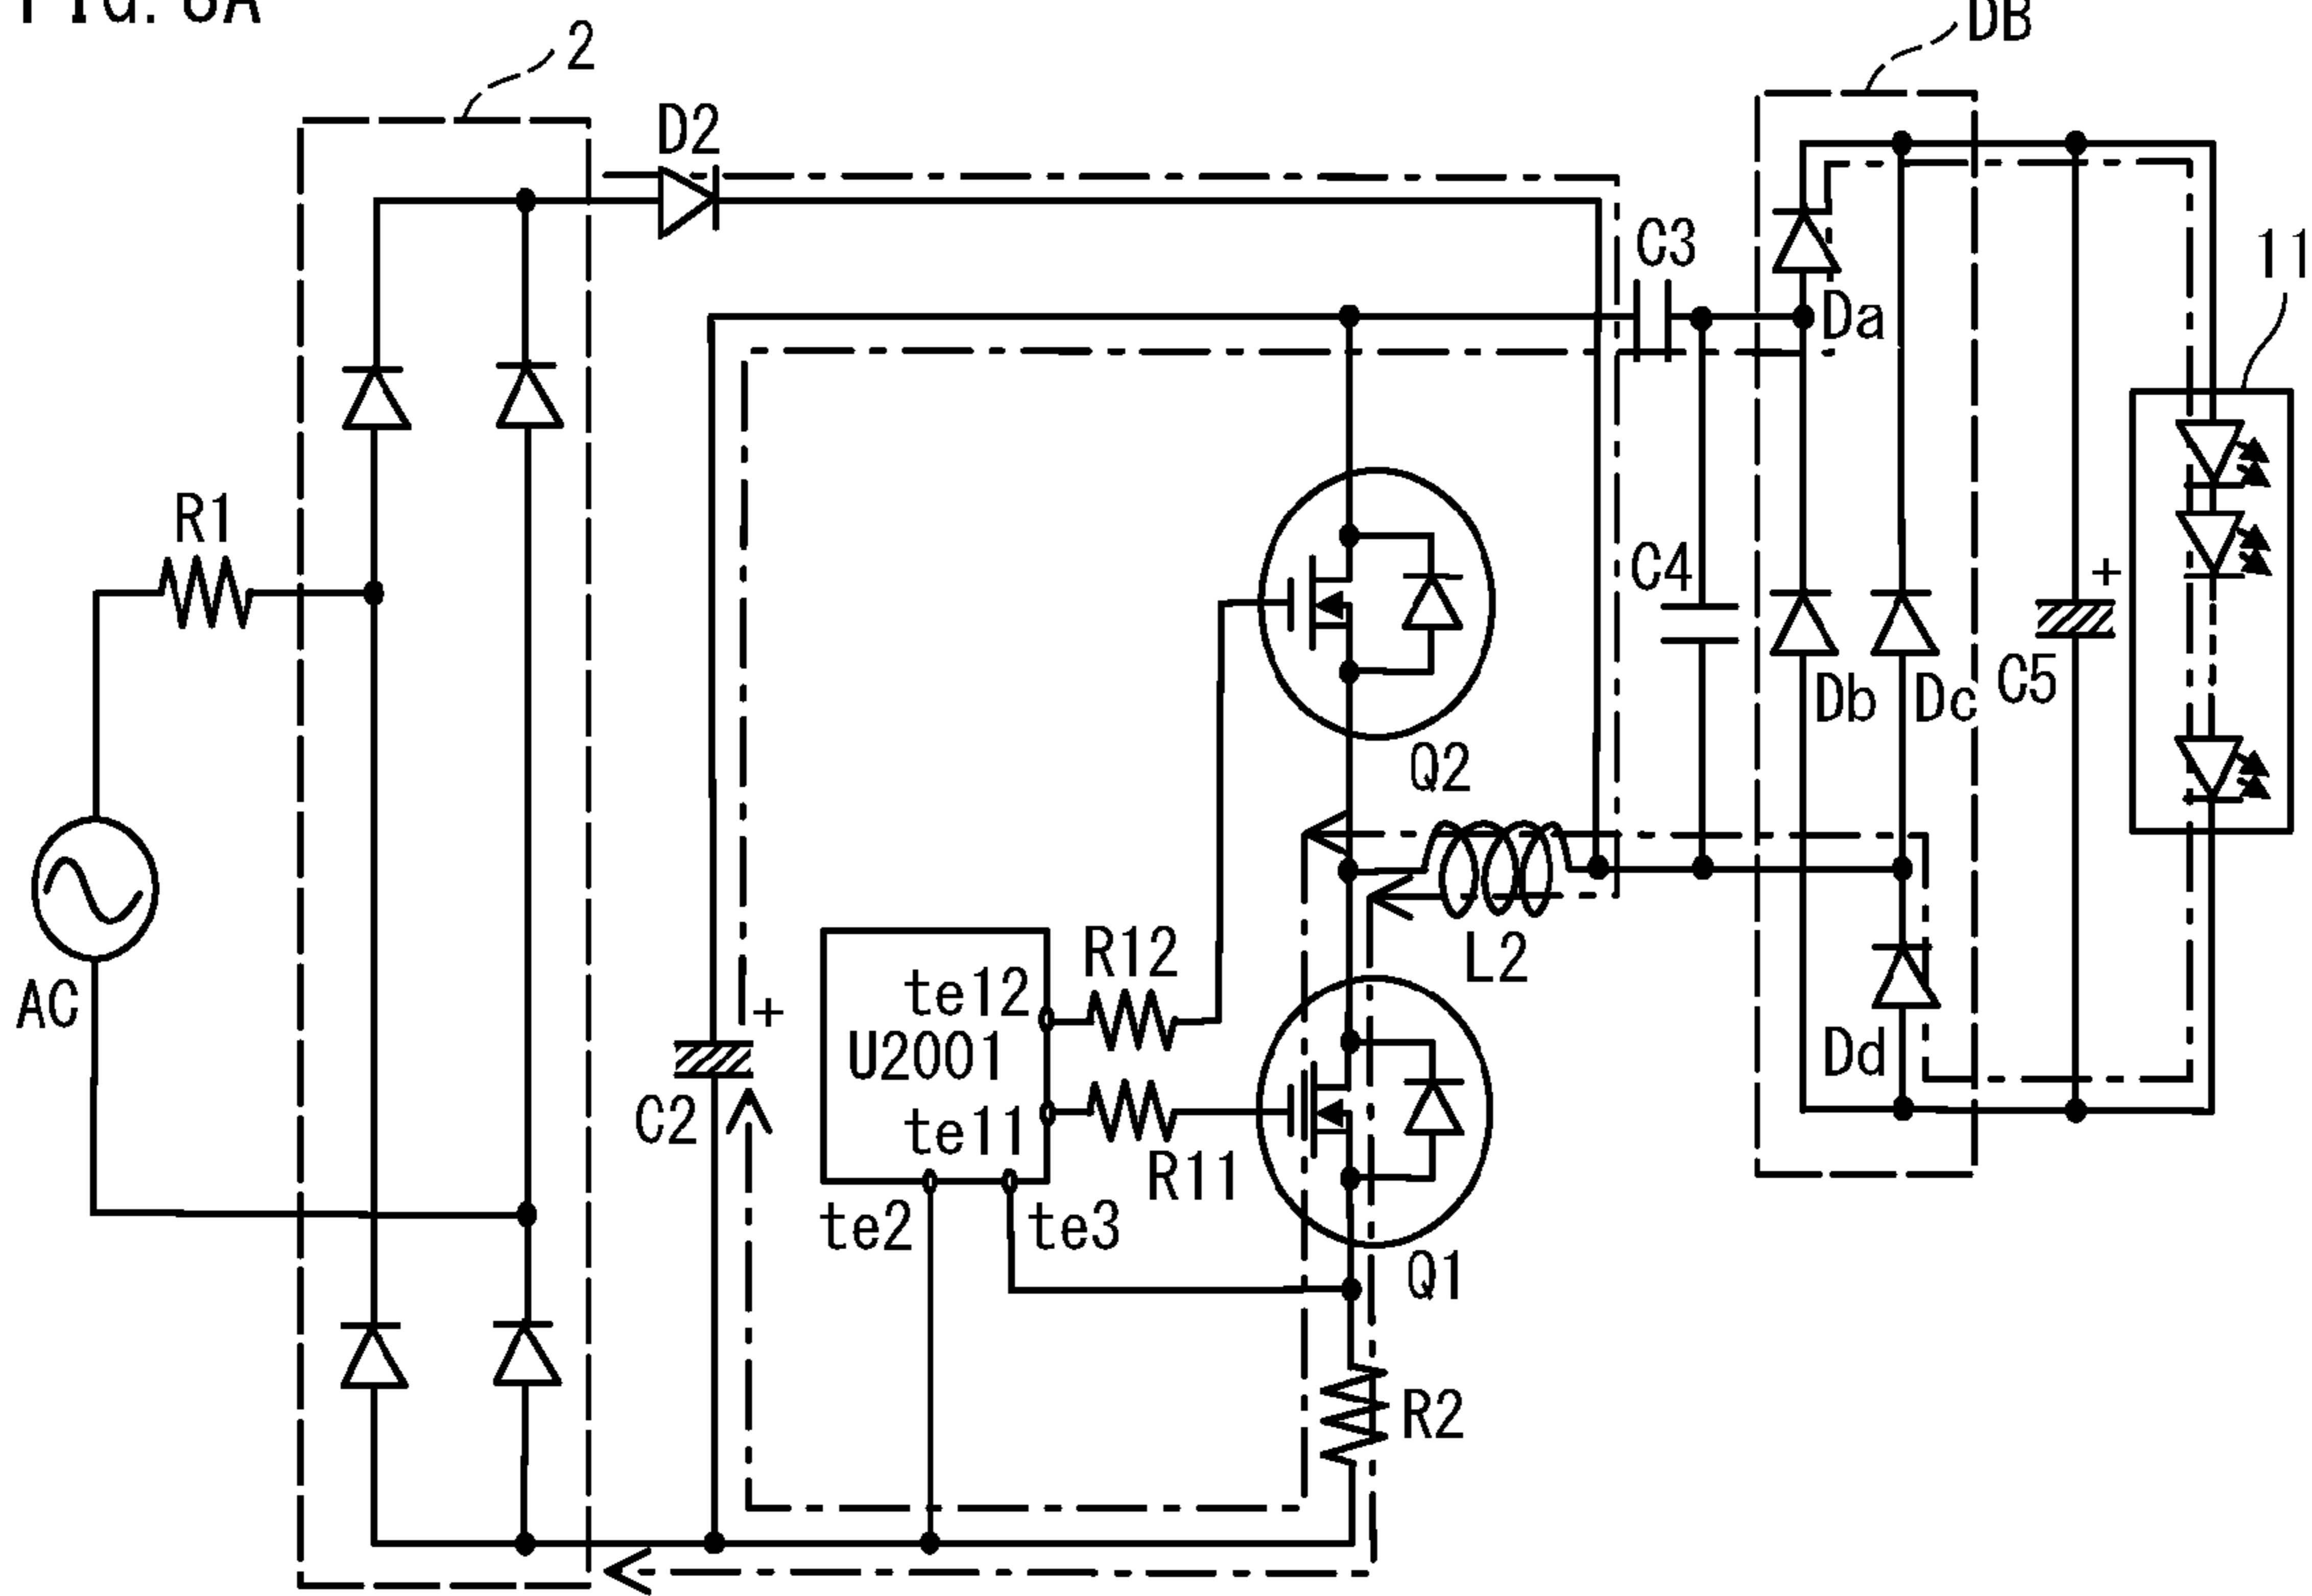 2
DB
D2
C3
11
Da
R1
C4
+
Db
Dc
C5
Q2
L2
AC
te12
R12
+
U2001
Dd
C2
te11
R11
te2
te3
Q1
R2